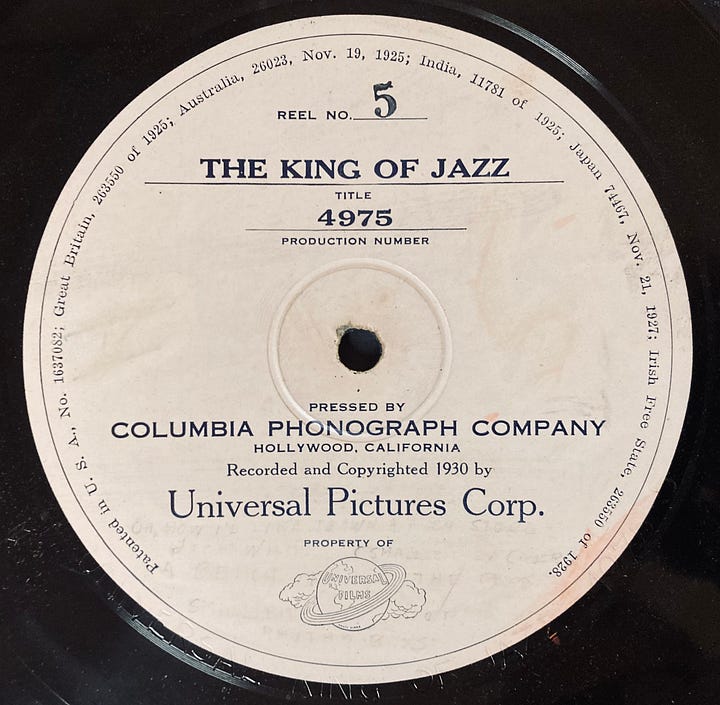 Patented in U. S. A., No. 1637082; Great Britain, 263550 of 1925; Australia, 26023, Nov. 19, 1925; India, 11781 of 1925; Japan 74467, Nov. 21, 1927; Irish Free State, 263550 of 1928.
REEL NO. 5
THE KING OF JAZZ
TITLE
4975
PRODUCTION NUMBER
PRESSED BY
COLUMBIA PHONOGRAPH COMPANY
HOLLYWOOD, CALIFORNIA
Recorded and Copyrighted 1930 by
Universal Pictures Corp.
PROPERTY OF
UNIVERSAL
FILMS